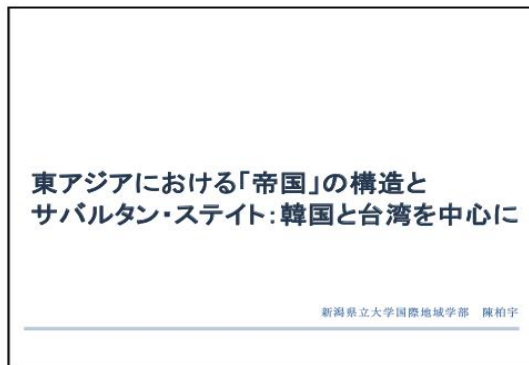 東アジアにおける「帝国」の構造と
サバルタン・ステイト：韓国と台湾を中心に
新潟県立大学国際地域学部　陳柏宇